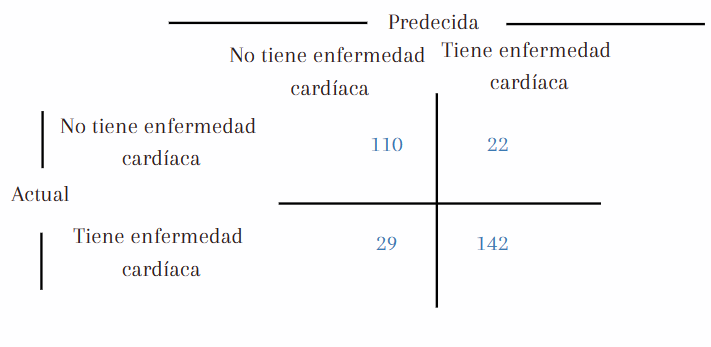 Predecida
No tiene enfermedad
cardíaca
Tiene enfermedad
cardíaca
No tiene enfermedad
cardíaca
110
22
Actual
Tiene enfermedad
cardíaca
29
142